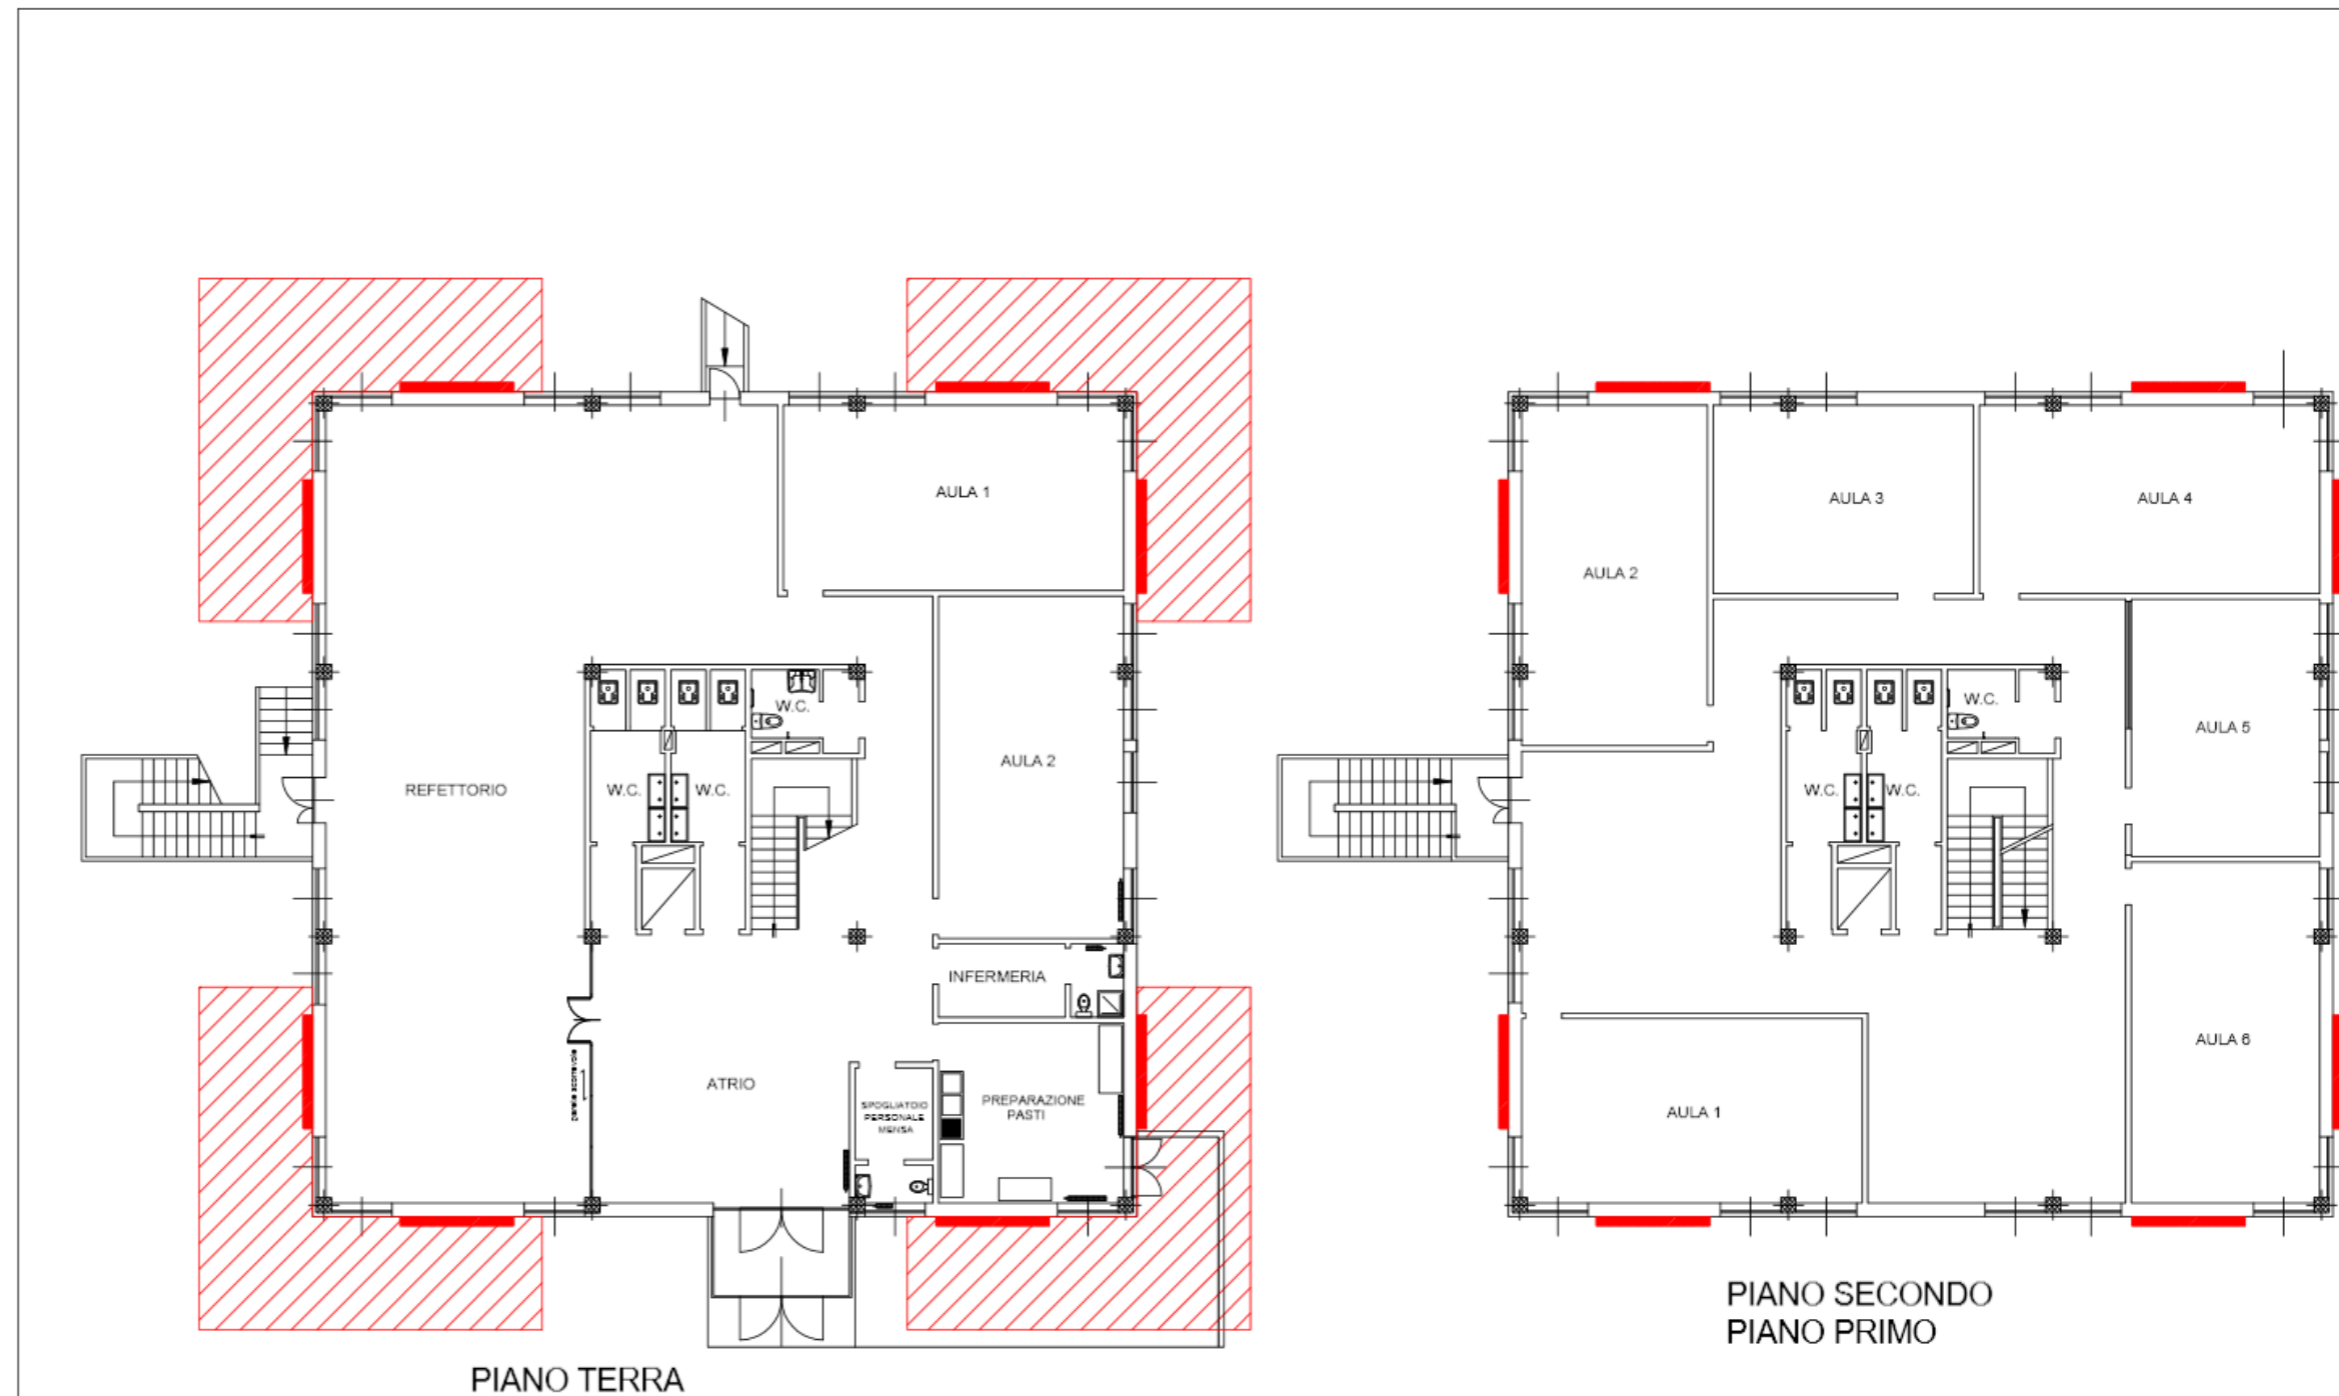 AULA 1
AULA 2
W.C.
REFETTORIO
W.C.
W.C.
INFERMERIA
ATRIO
SPOGLIATOIO
PERSONALE
MENSA
PREPARAZIONE
PASTI
PIANO TERRA
AULA 3
AULA 4
AULA 2
W.C.
AULA 5
W.C.
W.C.
AULA 6
AULA 1
PIANO SECONDO
PIANO PRIMO